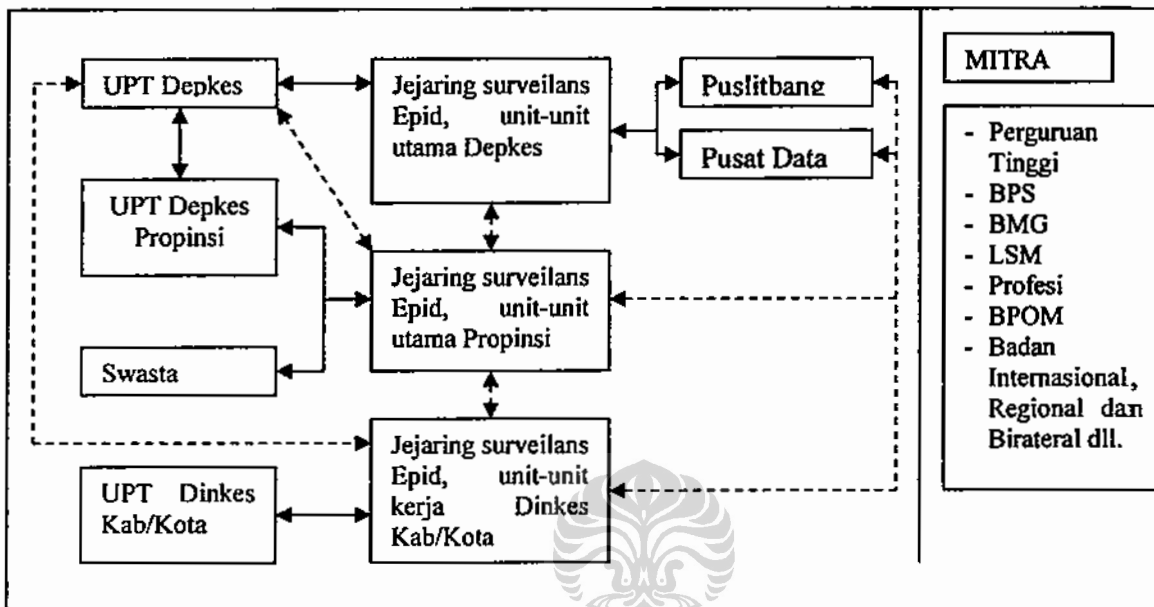 UPT Depkes
Jejaring surveilans
Epid, unit-unit
utama Depkes
Puslitbang
Pusat Data
UPT Depkes
Propinsi
Jejaring surveilans
Epid, unit-unit
utama Propinsi
Swasta
Jejaring surveilans
Epid, unit-unit
kerja Dinkes
Kab/Kota
UPT Dinkes
Kab/Kota
MITRA
- Perguruan
Tinggi
- BPS
- BMG
- LSM
- Profesi
- BPOM
- Badan
Internasional,
Regional dan
Birateral dll.